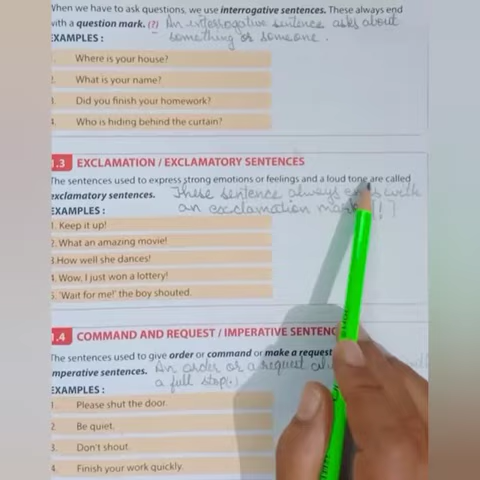 When we have to ask questions, we use interrogative sentences. These always end
with a question mark. (?) An interrogative sentence asks about
something or someone.
EXAMPLES :
Where is your house?
2. What is your name?
3. Did you finish your homework?
4. Who is hiding behind the curtain?
1.3 EXCLAMATION / EXCLAMATORY SENTENCES
The sentences used to express strong emotions or feelings and a loud tone are called
exclamatory sentences. These sentence always ends with
an exclamation mark
EXAMPLES :
1. Keep it up!
2. What an amazing movie!
3. How well she dances!
4. Wow, I just won a lottery!
5. 'Wait for me!' the boy shouted.
1.4 COMMAND AND REQUEST / IMPERATIVE SENTENC
The sentences used to give order or command or make a request
imperative sentences. An order or a request
a full stop(.)
EXAMPLES :
1. Please shut the door.
2. Be quiet.
3. Don't shout.
4. Finish your work quickly.